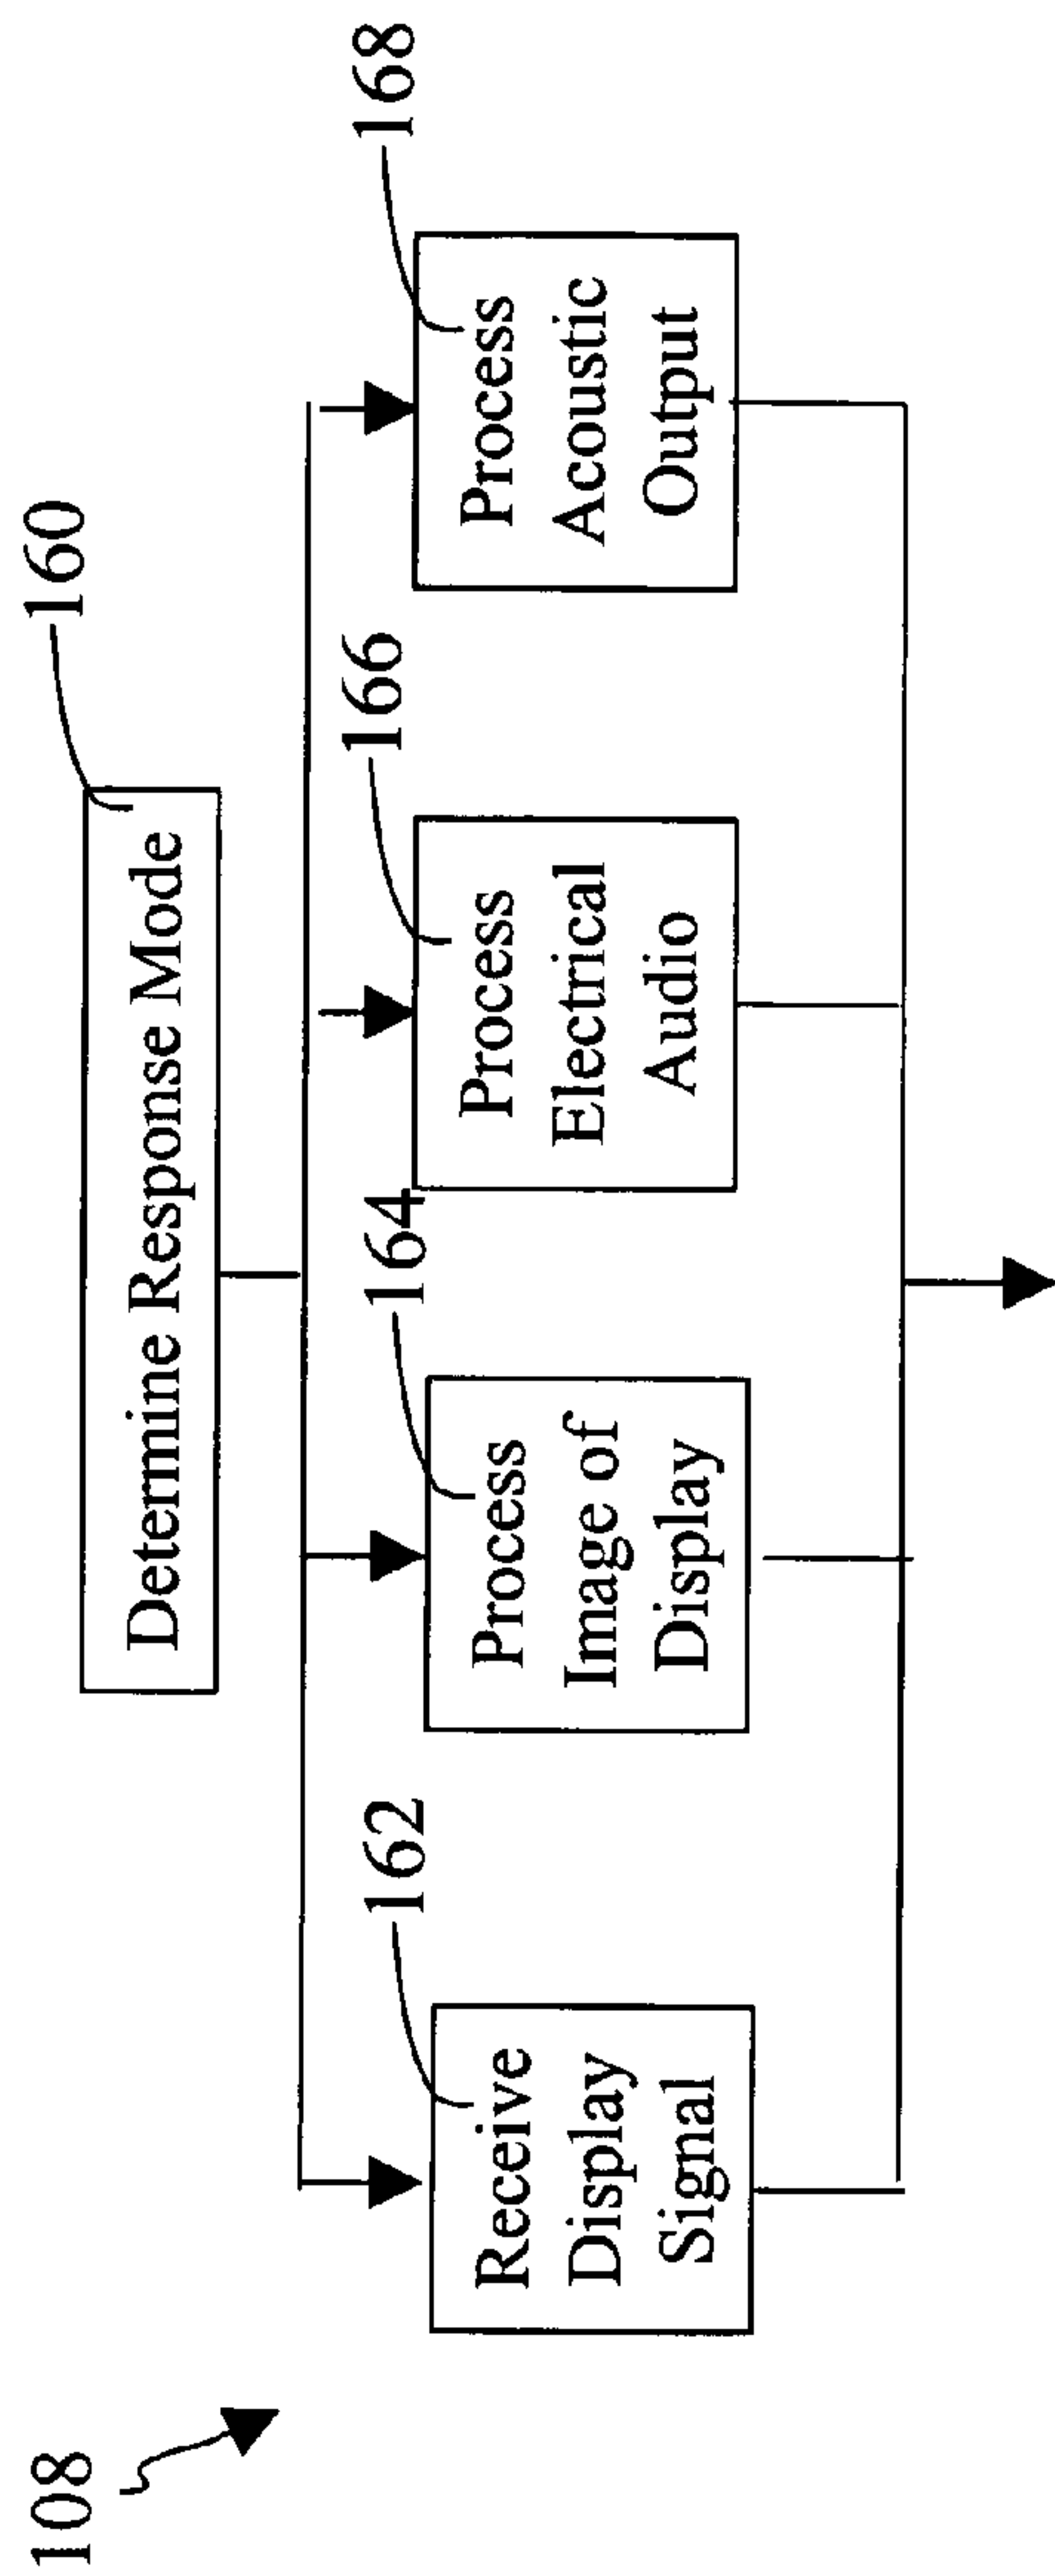 108
160
Determine Response Mode
162
Receive
Display
Signal
164
Process
Image of
Display
166
Process
Electrical
Audio
168
Process
Acoustic
Output